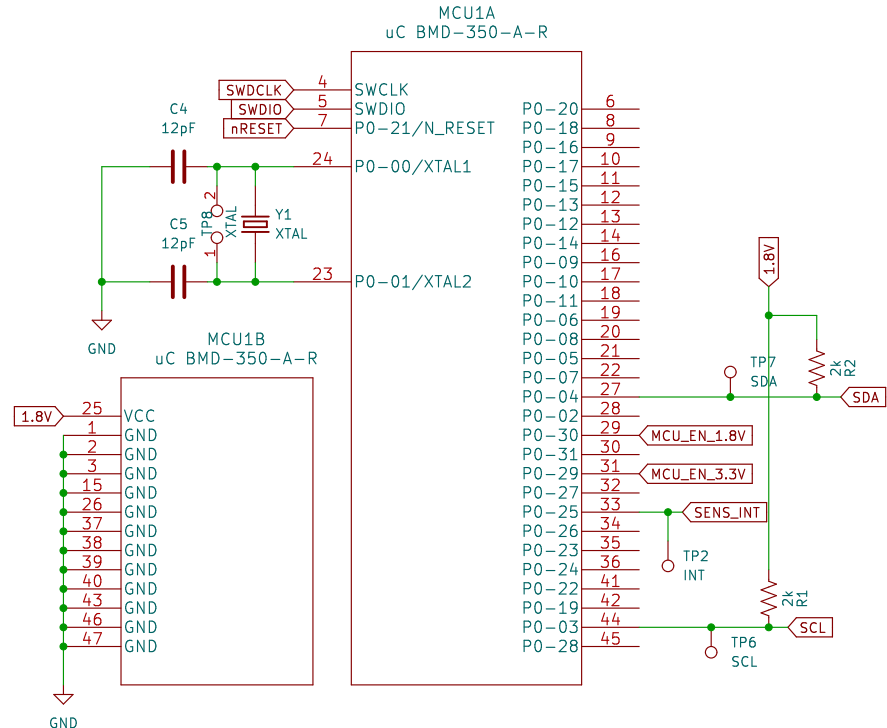 MCU1A
uC BMD-350-A-R
SWDCLK 4 SWCLK
SWDIO 5 SWDIO
nRESET 7 P0-21/N_RESET
C4
12pF
24 P0-00/XTAL1
2
TP8
XTAL
1
Y1
XTAL
C5
12pF
23 P0-01/XTAL2
GND
P0-20 6
P0-18 8
P0-16 9
P0-17 10
P0-15 11
P0-13 12
P0-12 13
P0-14 14
P0-09 16
P0-10 17
P0-11 18
P0-06 19
P0-08 20
P0-05 21
P0-07 22
P0-04 27
P0-02 28
P0-30 29 MCU_EN_1.8V
P0-31 30
P0-29 31 MCU_EN_3.3V
P0-27 32
P0-25 33 SENS_INT
P0-26 34
P0-23 35
P0-24 36
P0-22 41
P0-19 42
P0-03 44
P0-28 45
1.8V
2k
R2
TP7
SDA
SDA
TP2
INT
2k
R1
SCL
TP6
SCL
MCU1B
uC BMD-350-A-R
1.8V 25 VCC
1 GND
2 GND
3 GND
15 GND
26 GND
37 GND
38 GND
39 GND
40 GND
43 GND
46 GND
47 GND
GND